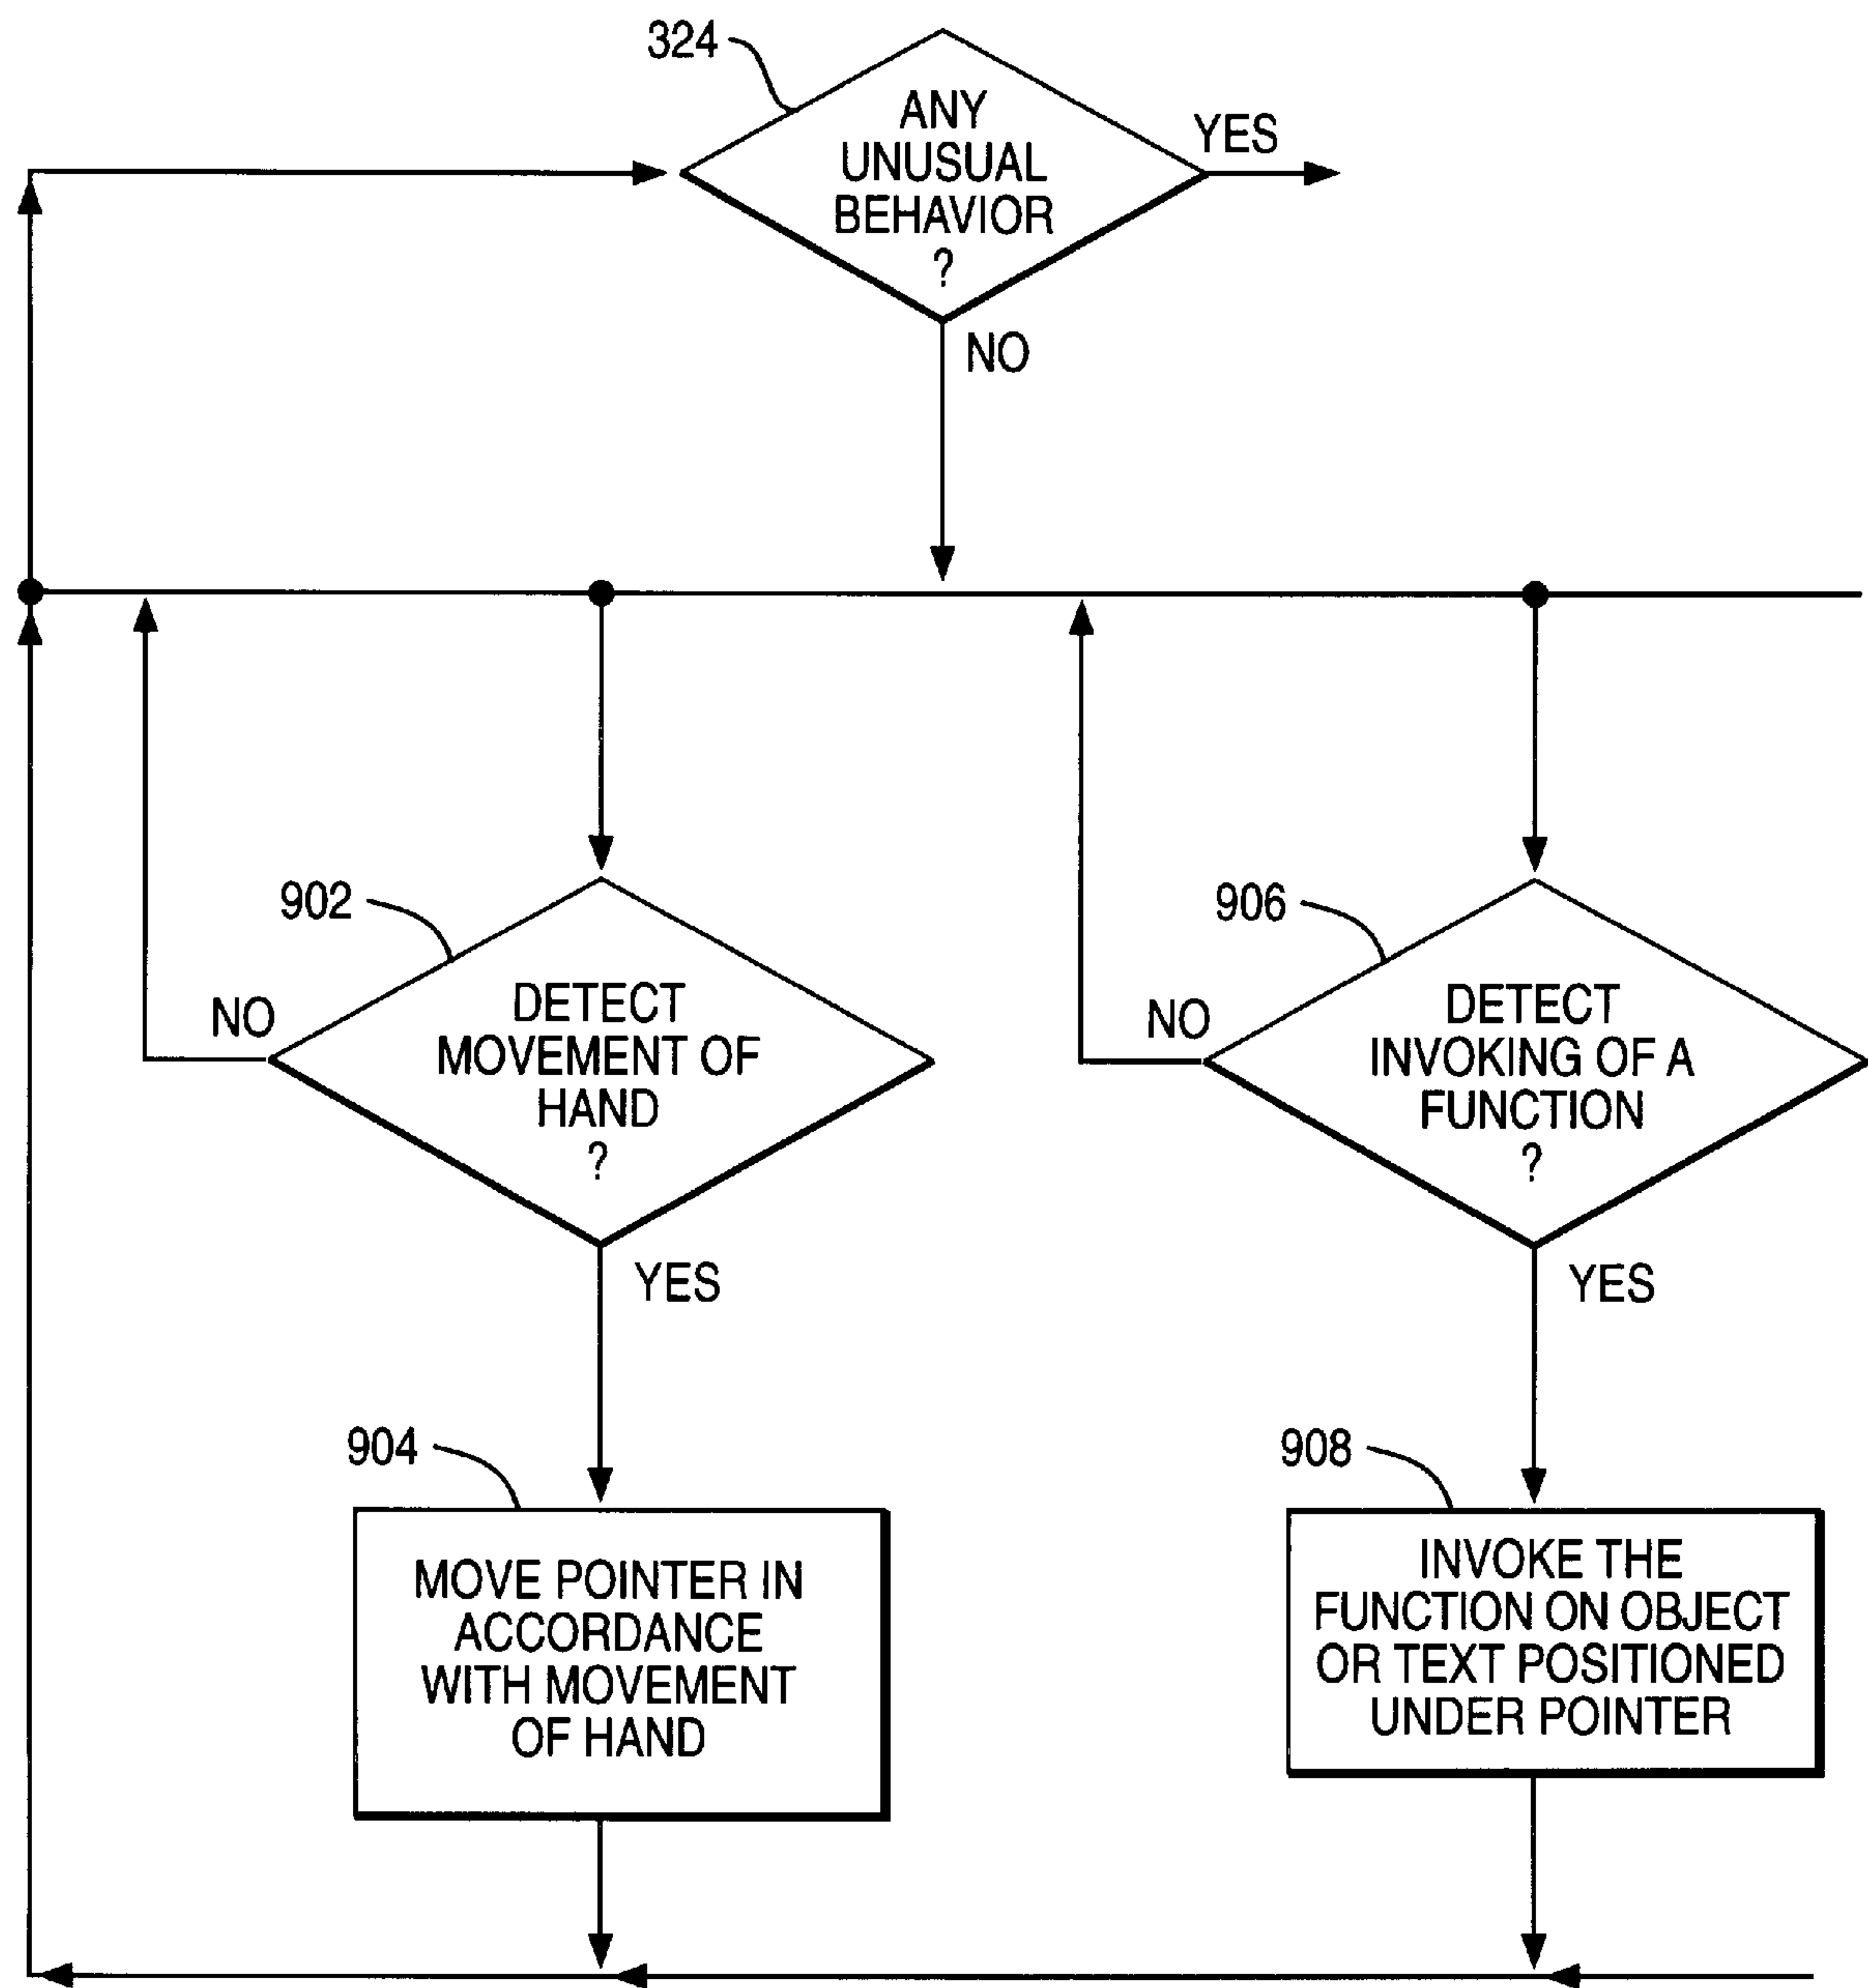 324
ANY
UNUSUAL
BEHAVIOR
?
YES
NO
902
NO
DETECT
MOVEMENT OF
HAND
?
YES
906
NO
DETECT
INVOKING OF A
FUNCTION
?
YES
904
MOVE POINTER IN
ACCORDANCE
WITH MOVEMENT
OF HAND
908
INVOKE THE
FUNCTION ON OBJECT
OR TEXT POSITIONED
UNDER POINTER